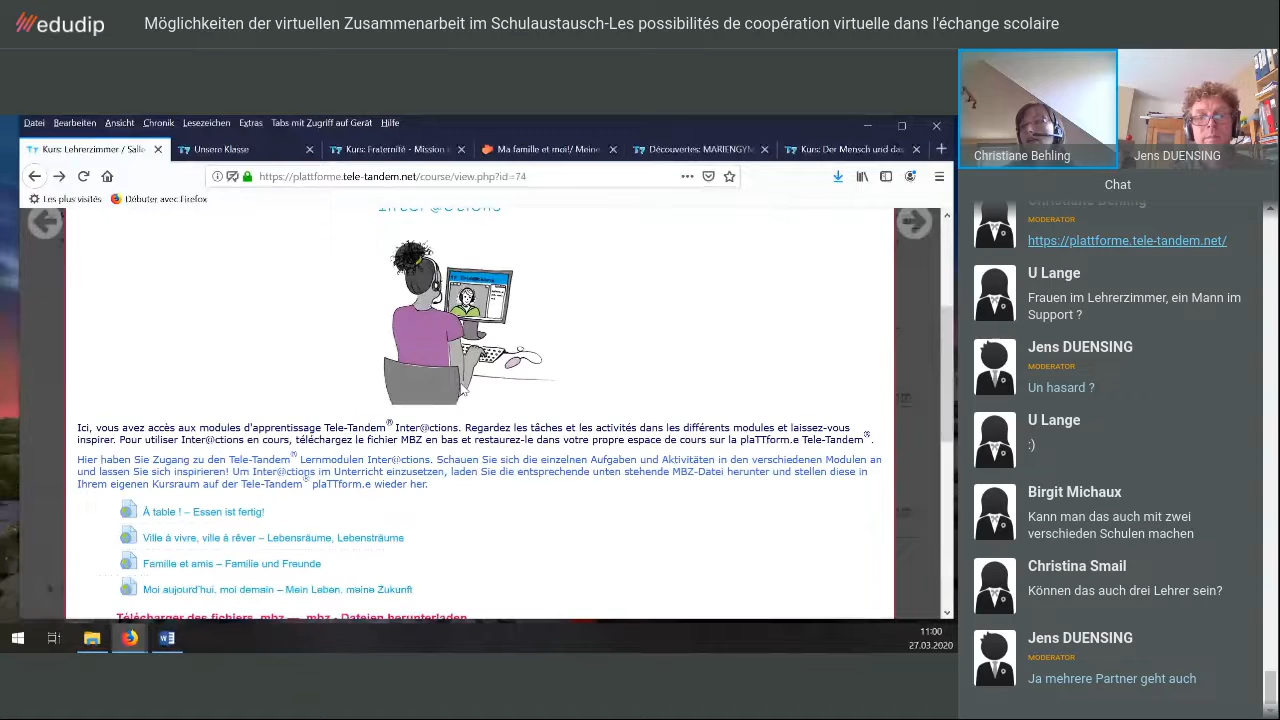 edudip
Möglichkeiten der virtuellen Zusammenarbeit im Schulaustausch-Les possibilités de coopération virtuelle dans l'échange scolaire
Datei Bearbeiten Ansicht Chronik Lesezeichen Extras Tabs mit Zugriff auf Gerät Hilfe
Kurs: Lehrerzimmer / Salle
Unsere Klasse
Kurs: Fraternité - Mission
Ma famille et moi!/ Meine
Découvertes: MARIENGYM
Kurs: Der Mensch und das
https://plattforme.tele-tandem.net/course/view.php?id=74
Les plus visités Débuter avec Firefox
Inter@ctions
Ici, vous avez accès aux modules d'apprentissage Tele-Tandem® Inter@ctions. Regardez les tâches et les activités dans les différents modules et laissez-vous
inspirer. Pour utiliser Inter@ctions en cours, téléchargez le fichier MBZ en bas et restaurez-le dans votre propre espace de cours sur la plaTTform.e Tele-Tandem®.
Hier haben Sie Zugang zu den Tele-Tandem® Lernmodulen Inter@ctions. Schauen Sie sich die einzelnen Aufgaben und Aktivitäten in den verschiedenen Modulen an
und lassen Sie sich inspirieren! Um Inter@ctions im Unterricht einzusetzen, laden Sie die entsprechende unten stehende MBZ-Datei herunter und stellen diese in
Ihrem eigenen Kursraum auf der Tele-Tandem® plaTTform.e wieder her.
À table ! – Essen ist fertig!
Ville à vivre, ville à rêver – Lebensräume, Lebensträume
Famille et amis – Familie und Freunde
Moi aujourd'hui, moi demain – Mein Leben, meine Zukunft
Télécharger des fichiers .mbz — .mbz - Dateien herunterladen
11:00
27.03.2020
Christiane Behling
Jens DUENSING
Chat
Christiane Behling
MODERATOR
https://plattforme.tele-tandem.net/
U Lange
Frauen im Lehrerzimmer, ein Mann im
Support ?
Jens DUENSING
MODERATOR
Un hasard ?
U Lange
:)
Birgit Michaux
Kann man das auch mit zwei
verschieden Schulen machen
Christina Smail
Können das auch drei Lehrer sein?
Jens DUENSING
MODERATOR
Ja mehrere Partner geht auch